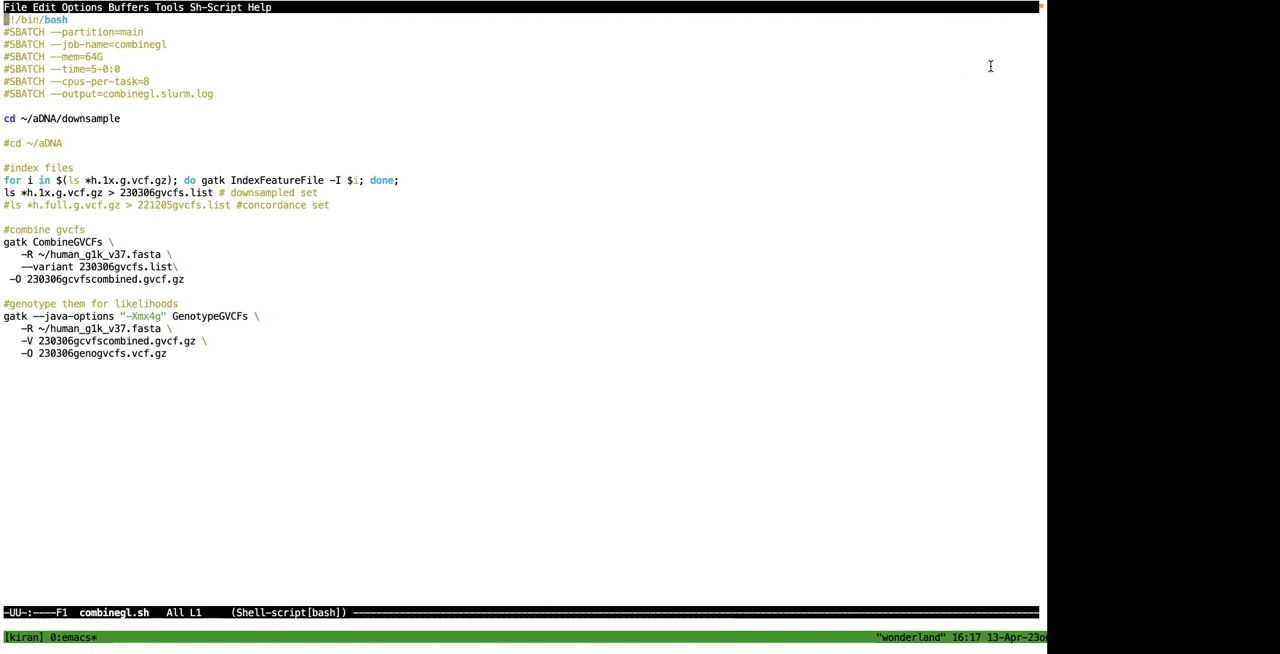 File Edit Options Buffers Tools Sh-Script Help
#!/bin/bash
#SBATCH --partition=main
#SBATCH --job-name=combinegl
#SBATCH --mem=64G
#SBATCH --time=5-0:0
#SBATCH --cpus-per-task=8
#SBATCH --output=combinegl.slurm.log
cd ~/aDNA/downsample
#cd ~/aDNA
#index files
for i in $(ls *h.1x.g.vcf.gz); do gatk IndexFeatureFile -I $i; done;
ls *h.1x.g.vcf.gz > 230306gvcfs.list # downsampled set
#ls *h.full.g.vcf.gz > 221205gvcfs.list #concordance set
#combine gvcfs
gatk CombineGVCFs \
-R ~/human_g1k_v37.fasta \
--variant 230306gvcfs.list\
-O 230306gcvfscombined.gvcf.gz
#genotype them for likelihoods
gatk --java-options "-Xmx4g" GenotypeGVCFs \
-R ~/human_g1k_v37.fasta \
-V 230306gcvfscombined.gvcf.gz \
-O 230306genogvcfs.vcf.gz
-UU-:----F1 combinegl.sh All L1 (Shell-script[bash])
[kiran] 0:emacs* "wonderland" 16:17 13-Apr-23